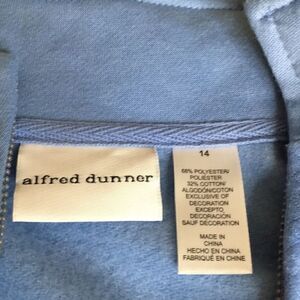 alfred dunner
14
68% POLYESTER/
POLIÉSTER
32% COTTON/
ALGODÓN/COTON
EXCLUSIVE OF
DECORATION
EXCEPTO
DECORACIÓN
SAUF DÉCORATION
MADE IN
CHINA
HECHO EN CHINA
FABRIQUÉ EN CHINE